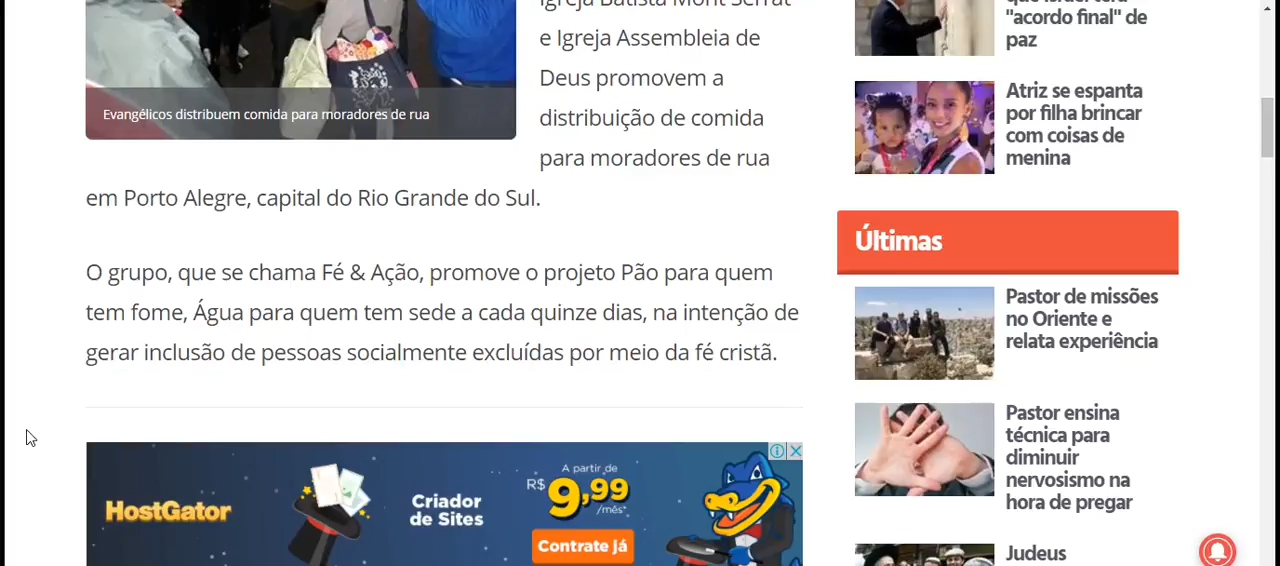 Igreja Batista Mont'Serrat
e Igreja Assembleia de
Deus promovem a
distribuição de comida
para moradores de rua
em Porto Alegre, capital do Rio Grande do Sul.
Evangélicos distribuem comida para moradores de rua
O grupo, que se chama Fé & Ação, promove o projeto Pão para quem
tem fome, Água para quem tem sede a cada quinze dias, na intenção de
gerar inclusão de pessoas socialmente excluídas por meio da fé cristã.
HostGator
Criador
de Sites
A partir de
R$ 9,99
/mês*
Contrate já
que Israel terá
"acordo final" de
paz
Atriz se espanta
por filha brincar
com coisas de
menina
Últimas
Pastor de missões
no Oriente e
relata experiência
Pastor ensina
técnica para
diminuir
nervosismo na
hora de pregar
Judeus